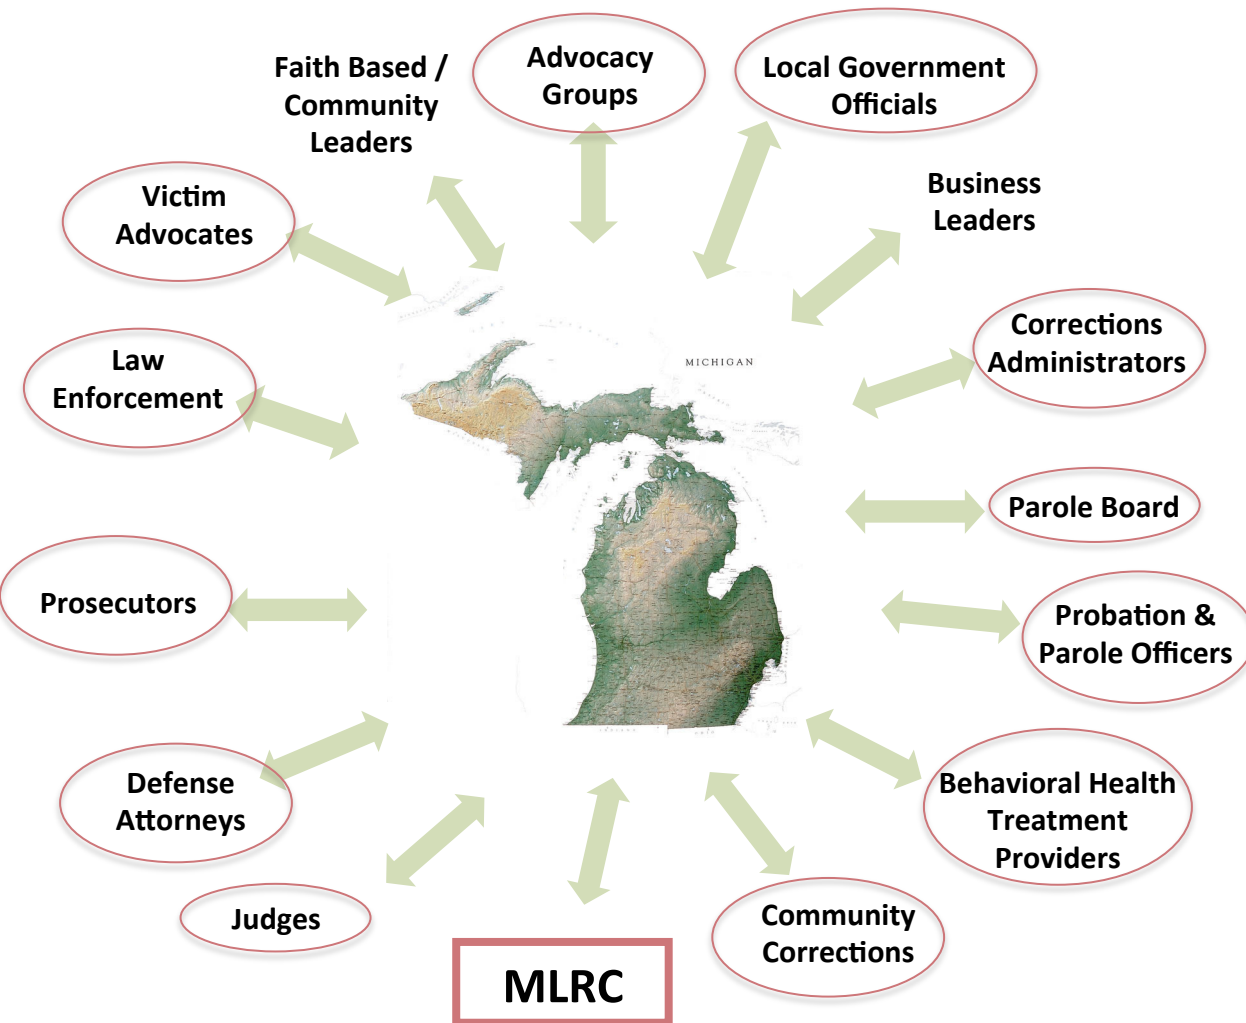 Faith Based /
Community
Leaders
Advocacy
Groups
Local Government
Officials
Business
Leaders
Victim
Advocates
Corrections
Administrators
Law
Enforcement
MICHIGAN
Parole Board
Prosecutors
Probation &
Parole Officers
Defense
Attorneys
Behavioral Health
Treatment
Providers
Judges
Community
Corrections
MLRC